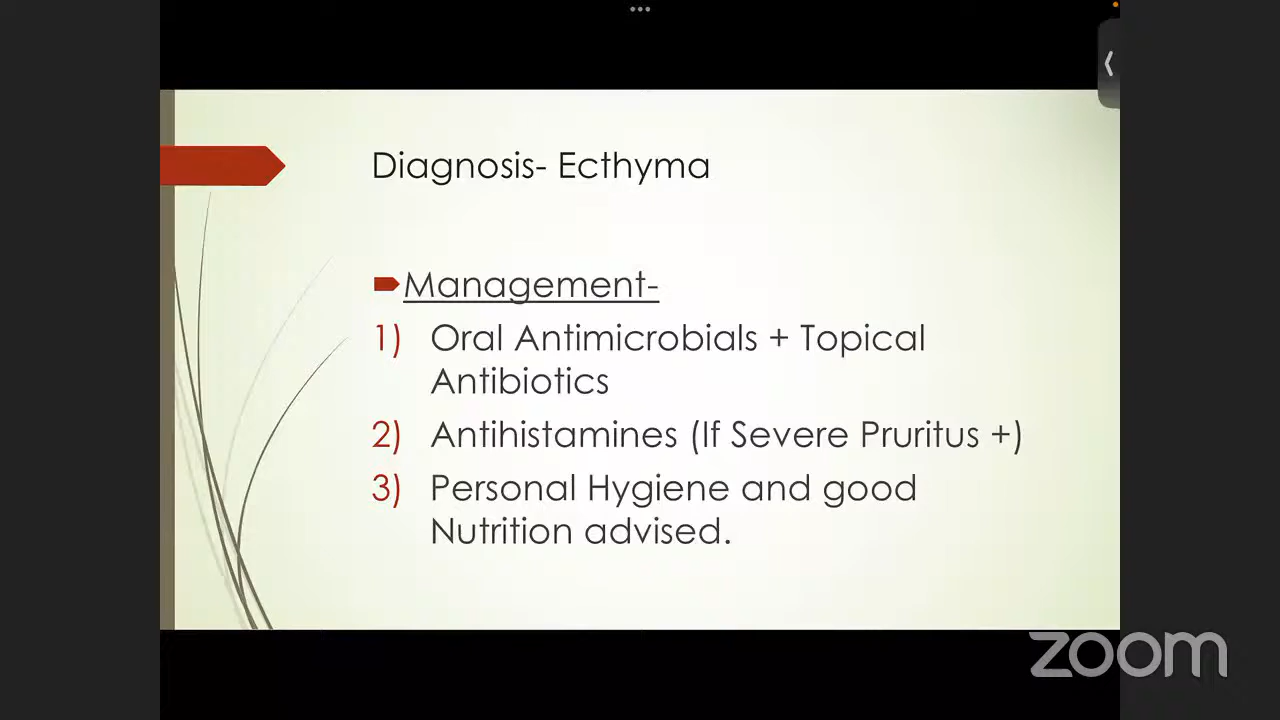 Diagnosis- Ecthyma
Management-
1) Oral Antimicrobials + Topical
Antibiotics
2) Antihistamines (If Severe Pruritus +)
3) Personal Hygiene and good
Nutrition advised.
zoom